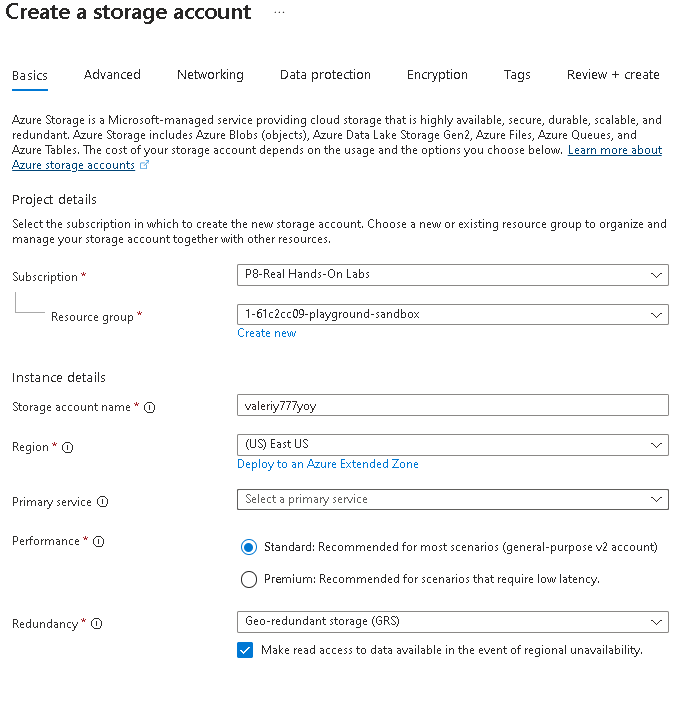 Create a storage account ...
Basics Advanced Networking Data protection Encryption Tags Review + create
Azure Storage is a Microsoft-managed service providing cloud storage that is highly available, secure, durable, scalable, and
redundant. Azure Storage includes Azure Blobs (objects), Azure Data Lake Storage Gen2, Azure Files, Azure Queues, and
Azure Tables. The cost of your storage account depends on the usage and the options you choose below. Learn more about
Azure storage accounts
Project details
Select the subscription in which to create the new storage account. Choose a new or existing resource group to organize and
manage your storage account together with other resources.
Subscription * P8-Real Hands-On Labs
Resource group * 1-61c2cc09-playground-sandbox
Create new
Instance details
Storage account name * valeriy777yoy
Region * (US) East US
Deploy to an Azure Extended Zone
Primary service Select a primary service
Performance * Standard: Recommended for most scenarios (general-purpose v2 account)
Premium: Recommended for scenarios that require low latency.
Redundancy * Geo-redundant storage (GRS)
Make read access to data available in the event of regional unavailability.